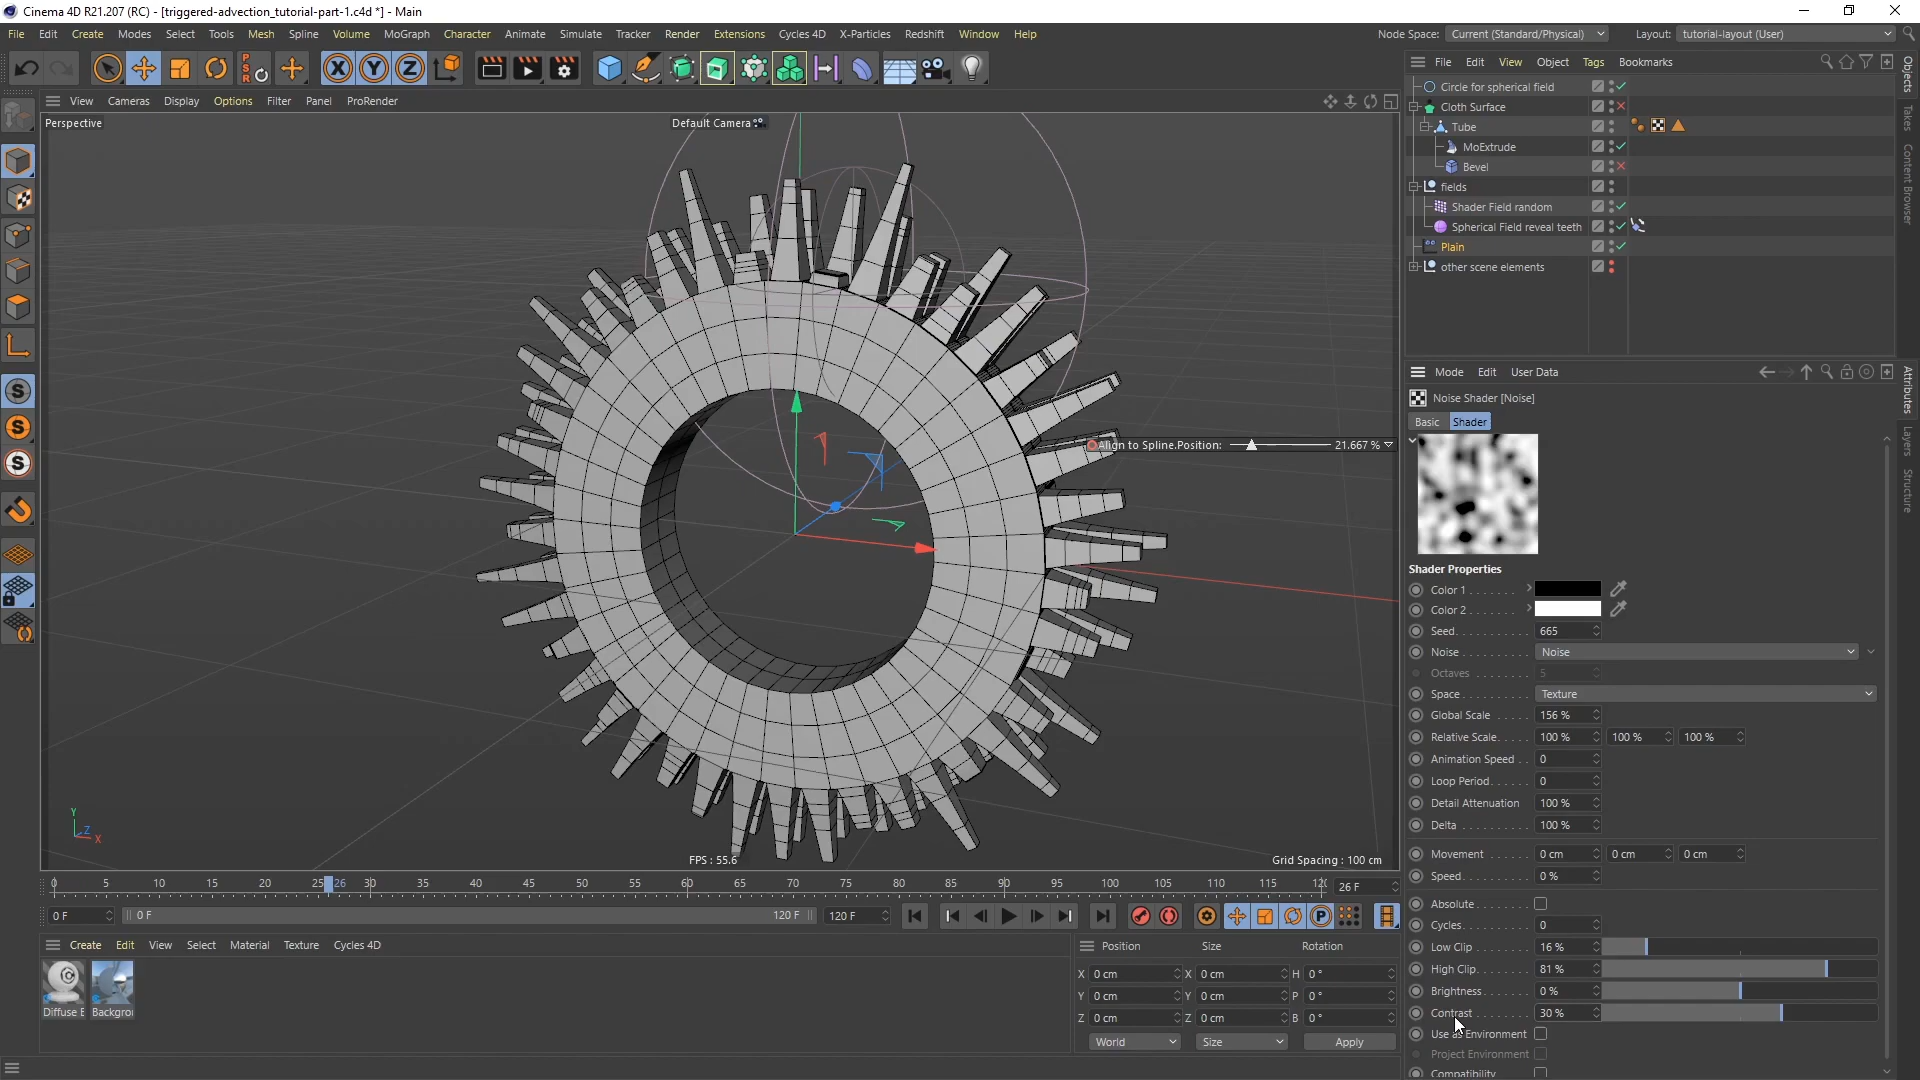 Cinema 4D R21.207 (RC) - [triggered-advection_tutorial-part-1.c4d *] - Main
File Edit Create Modes Select Tools Mesh Spline Volume MoGraph Character Animate Simulate Tracker Render Extensions Cycles 4D X-Particles Redshift Window Help
Node Space: Current (Standard/Physical) Layout: tutorial-layout (User)
View Cameras Display Options Filter Panel ProRender
File Edit View Object Tags Bookmarks
Perspective
Default Camera
Circle for spherical field
Cloth Surface
Tube
MoExtrude
Bevel
fields
Shader Field random
Spherical Field reveal teeth
Plain
other scene elements
Objects
Takes
Content Browser
Attributes
Layers
Structure
Mode Edit User Data
Noise Shader [Noise]
Basic Shader
Align to Spline.Position: 21.667 %
Shader Properties
Color 1
Color 2
Seed 665
Noise Noise
Octaves 5
Space Texture
Global Scale 156 %
Relative Scale 100 % 100 % 100 %
Animation Speed 0
Loop Period 0
Detail Attenuation 100 %
Delta 100 %
Movement 0 cm 0 cm 0 cm
Speed 0 %
Absolute
Cycles 0
Low Clip 16 %
High Clip 81 %
Brightness 0 %
Contrast 30 %
Use as Environment
Project Environment
Compatibility
Y Z X
FPS : 55.6
Grid Spacing : 100 cm
0 5 10 15 20 25 26 30 35 40 45 50 55 60 65 70 75 80 85 90 95 100 105 110 115 26 F
0 F 0 F 120 F 120 F
Create Edit View Select Material Texture Cycles 4D
Position Size Rotation
X 0 cm X 0 cm H 0 °
Y 0 cm Y 0 cm P 0 °
Z 0 cm Z 0 cm B 0 °
World Size Apply
Diffuse E
Backgroi